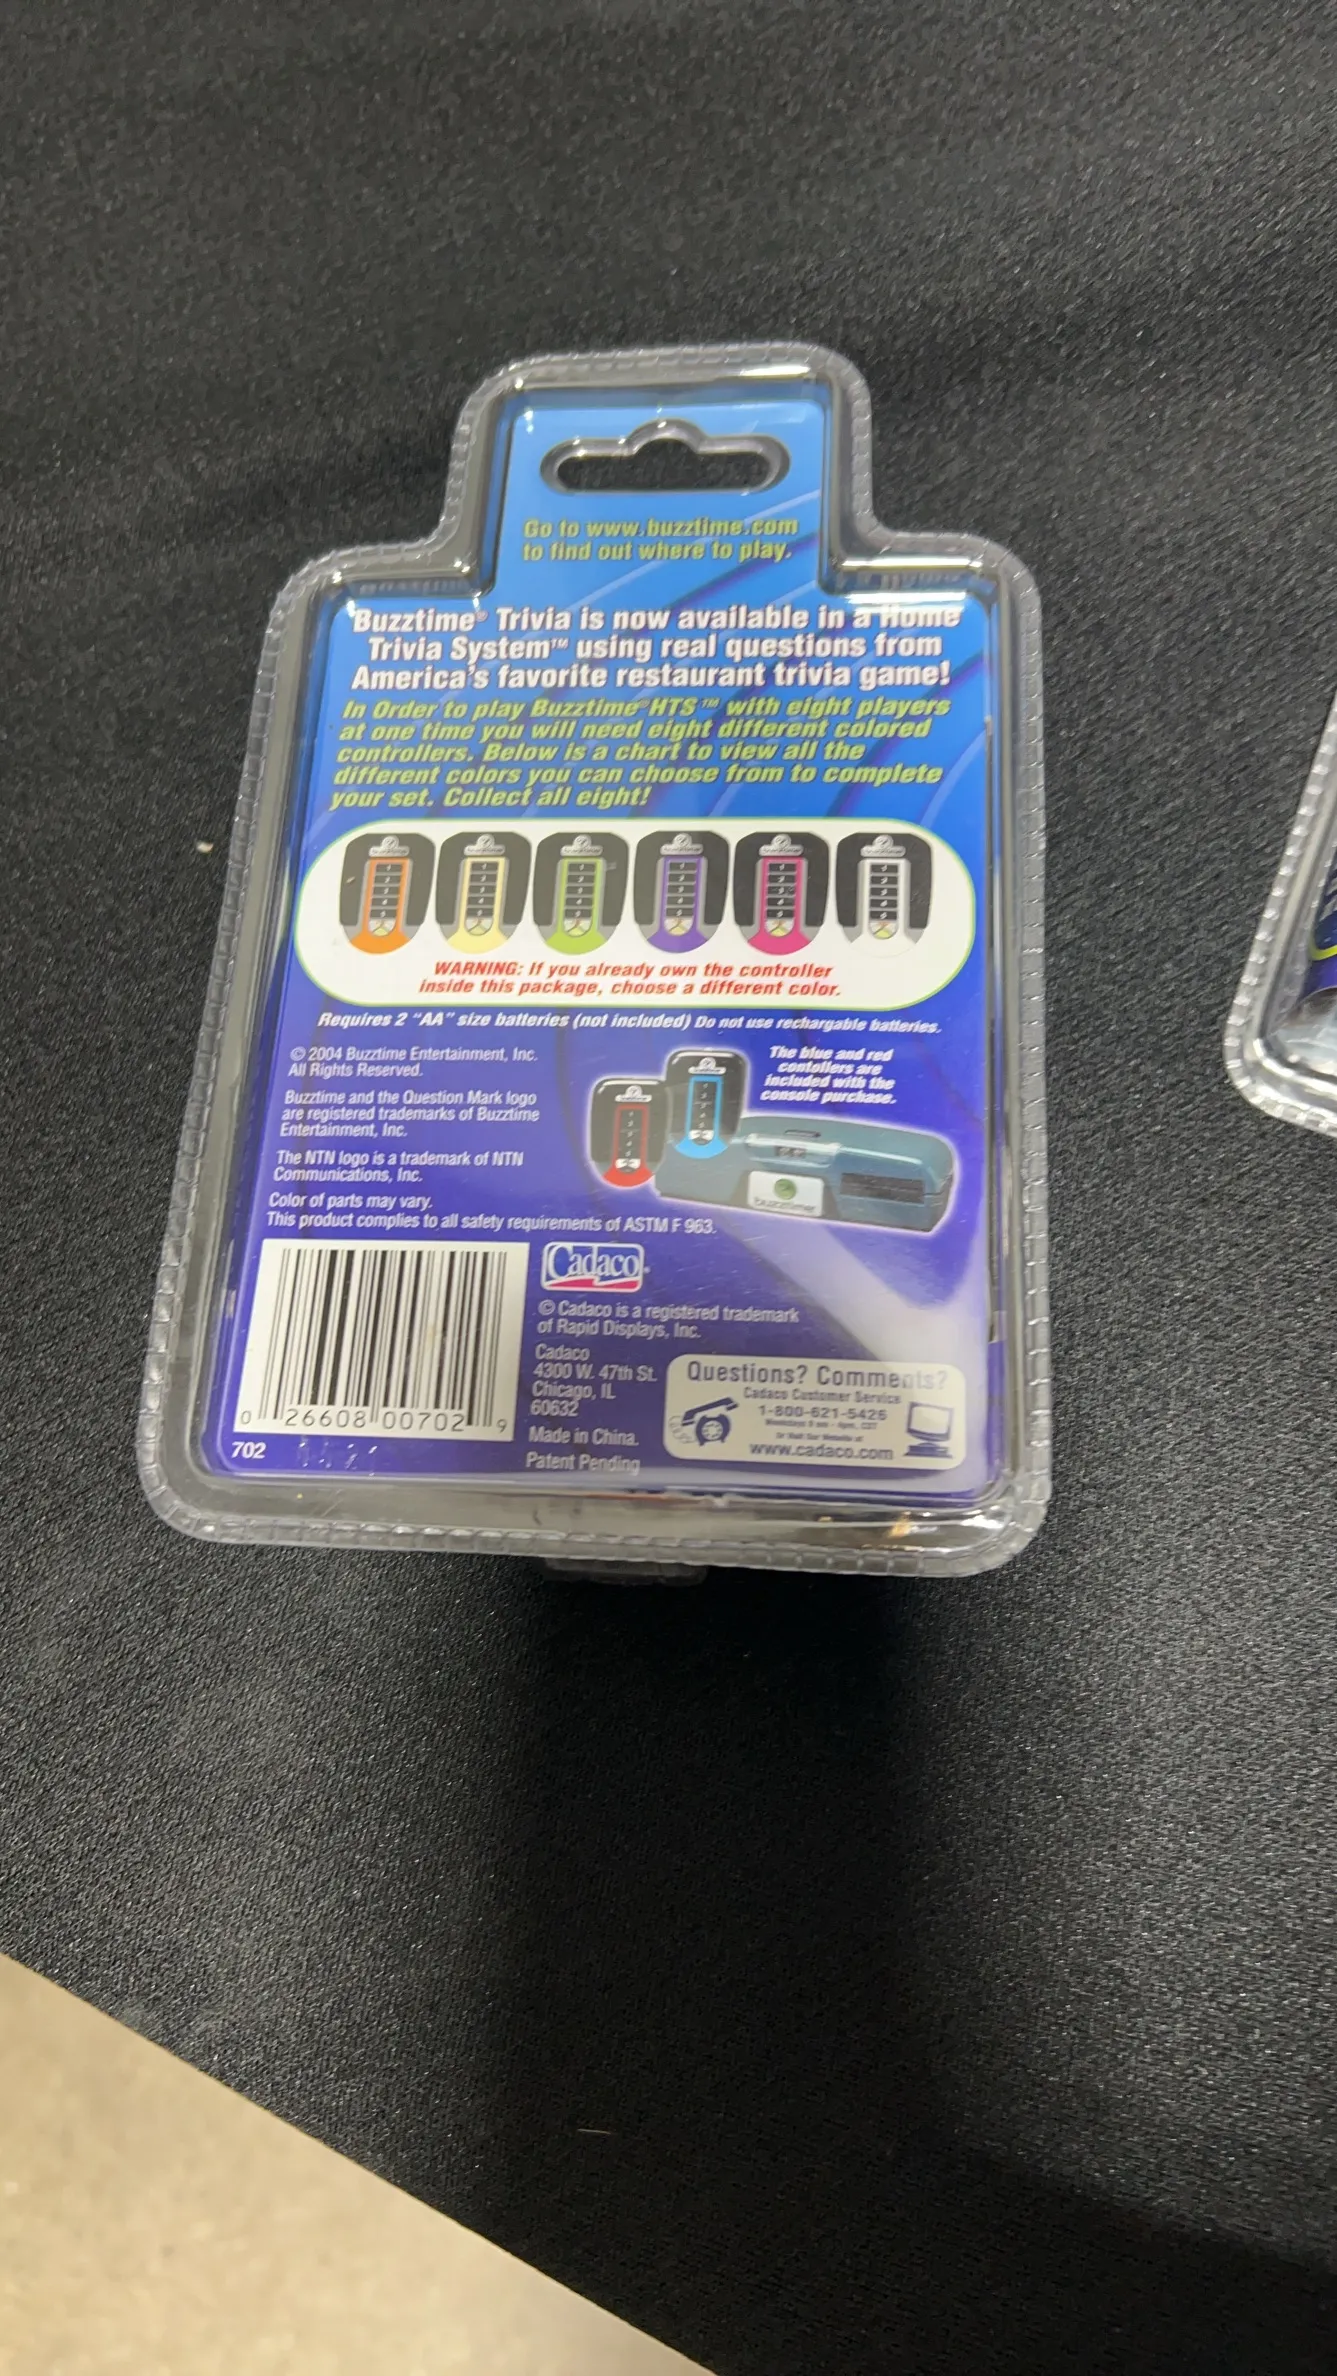 Go to www.buzztime.com
to find out where to play.
Buzztime® Trivia is now available in a Home
Trivia System™ using real questions from
America's favorite restaurant trivia game!
In Order to play Buzztime® HTS™ with eight players
at one time you will need eight different colored
controllers. Below is a chart to view all the
different colors you can choose from to complete
your set. Collect all eight!
WARNING: If you already own the controller
inside this package, choose a different color.
Requires 2 "AA" size batteries (not included) Do not use rechargable batteries.
© 2004 Buzztime Entertainment, Inc.
All Rights Reserved.
Buzztime and the Question Mark logo
are registered trademarks of Buzztime
Entertainment, Inc.
The NTN logo is a trademark of NTN
Communications, Inc.
Color of parts may vary.
This product complies to all safety requirements of ASTM F 963.
The blue and red
contollers are
included with the
console purchase.
buzztime
0 26608 00702 9
702
Cadaco
© Cadaco is a registered trademark
of Rapid Displays, Inc.
Cadaco
4300 W. 47th St.
Chicago, IL
60632
Made in China.
Patent Pending
Questions? Comments?
Cadaco Customer Service
1-800-621-5426
Or Visit Our Website at
www.cadaco.com